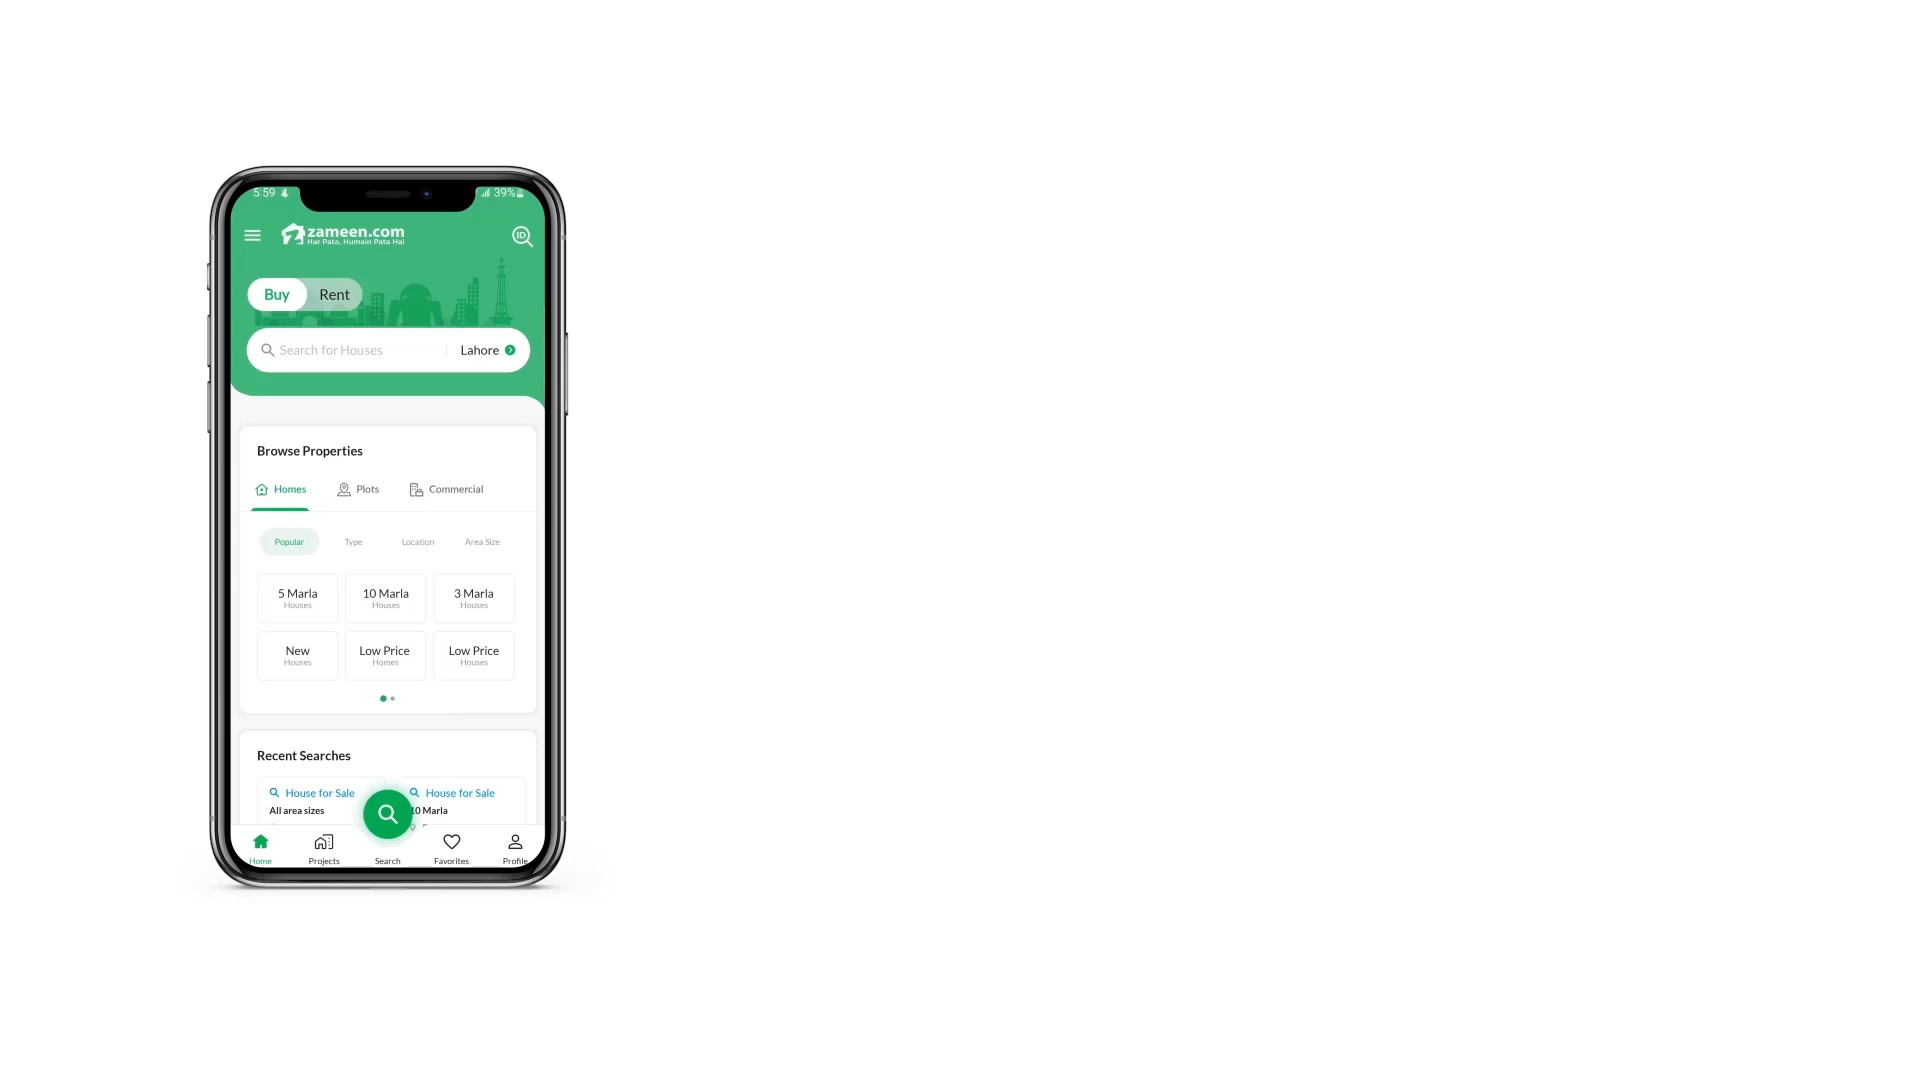 5:59
39%
zameen.com
Har Pata, Humain Pata Hai
ID
Buy Rent
Search for Houses Lahore
Browse Properties
Homes Plots Commercial
Popular Type Location Area Size
5 Marla 10 Marla 3 Marla
Houses Houses Houses
New Low Price Low Price
Houses Homes Houses
Recent Searches
House for Sale House for Sale
All area sizes 10 Marla
Home Projects Search Favorites Profile